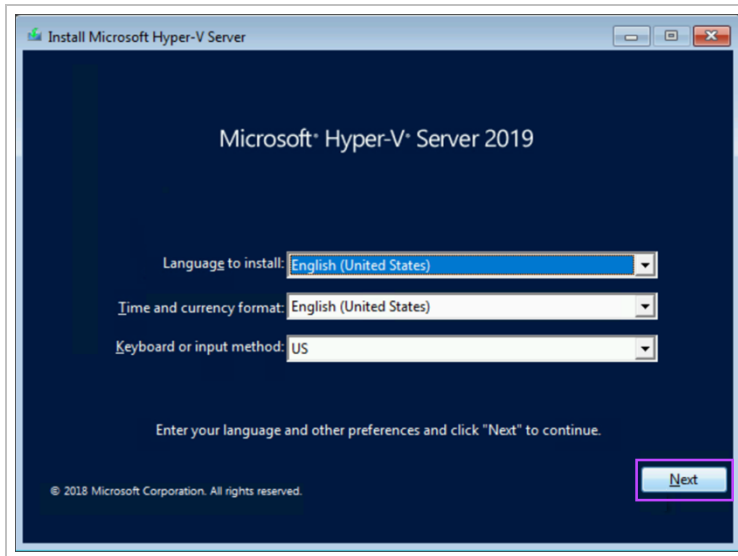 Install Microsoft Hyper-V Server
Microsoft® Hyper-V® Server 2019
Language to install: English (United States)
Time and currency format: English (United States)
Keyboard or input method: US
Enter your language and other preferences and click "Next" to continue.
Next
© 2018 Microsoft Corporation. All rights reserved.